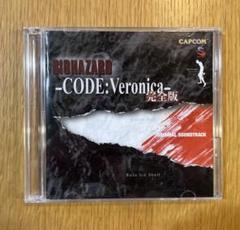 CAPCOM
BIOHAZARD
-CODE:Veronica-
完全版
ORIGINAL SOUNDTRACK